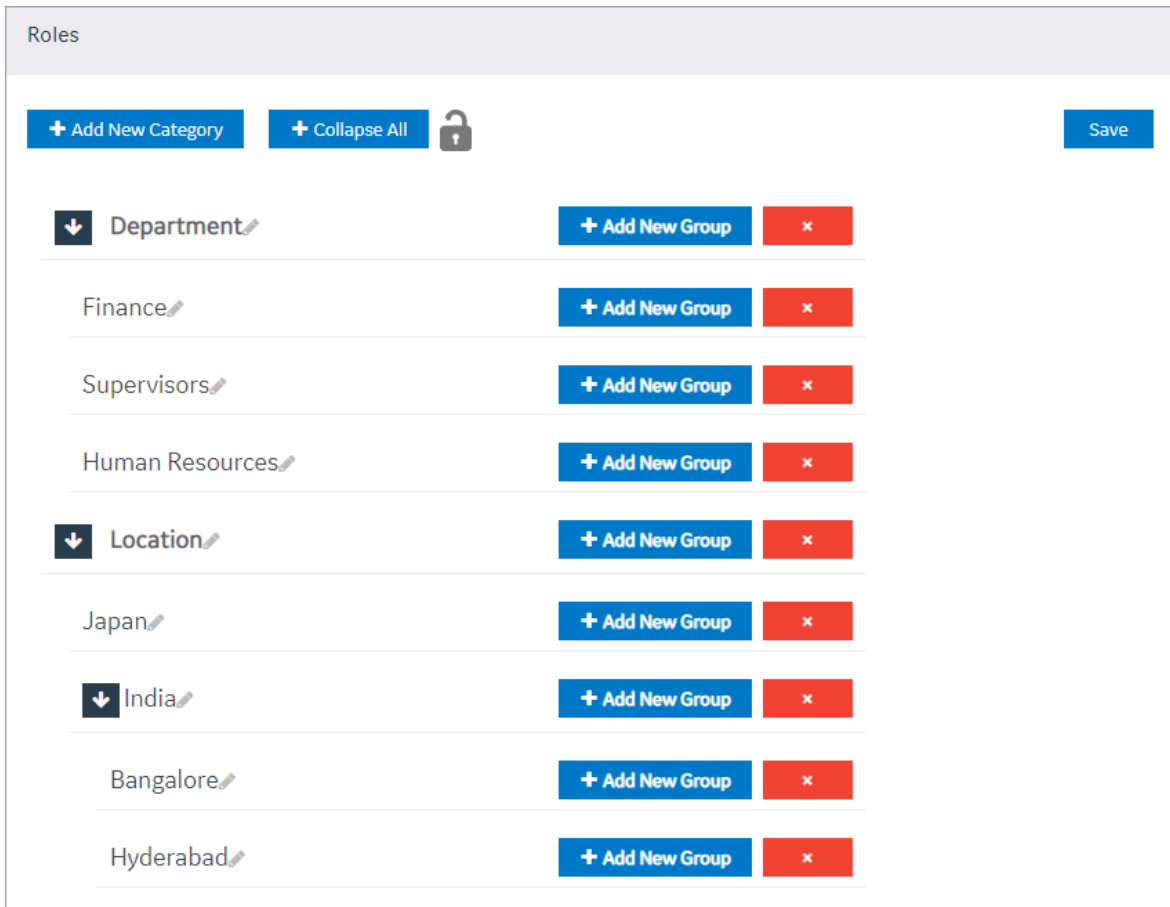 Roles
+ Add New Category + Collapse All Save
Department + Add New Group ×
Finance + Add New Group ×
Supervisors + Add New Group ×
Human Resources + Add New Group ×
Location + Add New Group ×
Japan + Add New Group ×
India + Add New Group ×
Bangalore + Add New Group ×
Hyderabad + Add New Group ×